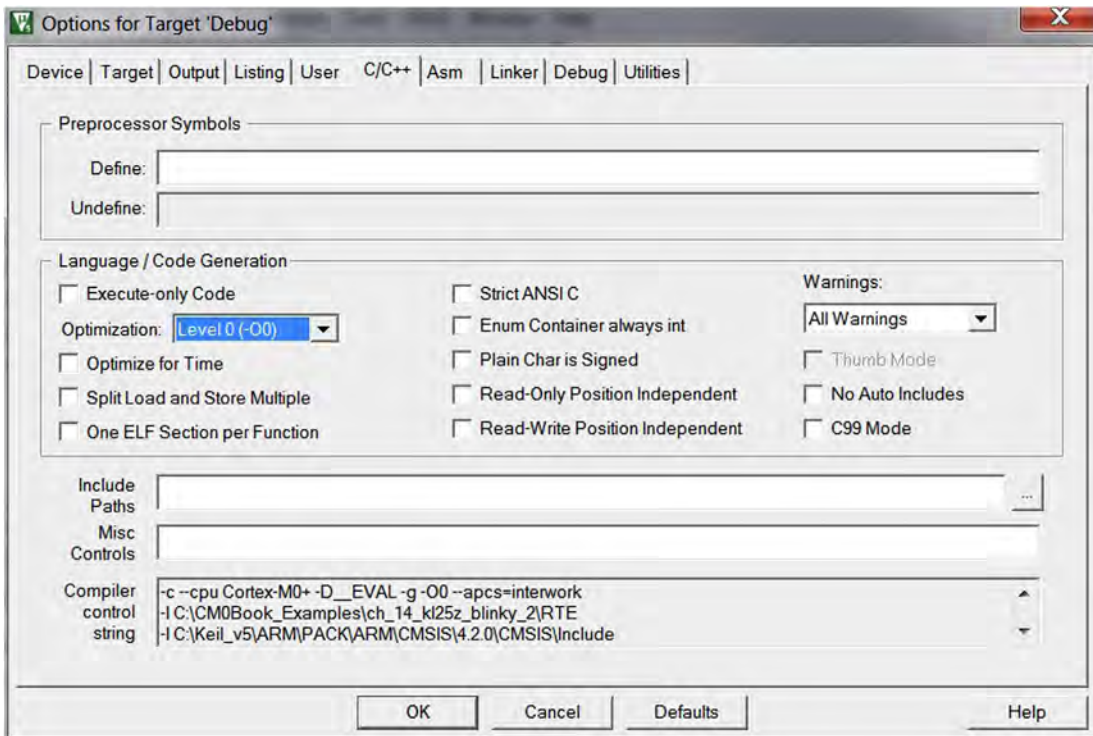 Options for Target 'Debug'
X
Device Target Output Listing User C/C++ Asm Linker Debug Utilities
Preprocessor Symbols
Define:
Undefine:
Language / Code Generation
Execute-only Code
Strict ANSI C
Warnings:
Optimization: Level 0 (-O0)
Enum Container always int
All Warnings
Optimize for Time
Plain Char is Signed
Thumb Mode
Split Load and Store Multiple
Read-Only Position Independent
No Auto Includes
One ELF Section per Function
Read-Write Position Independent
C99 Mode
Include
Paths
...
Misc
Controls
Compiler
control
string
-c --cpu Cortex-M0+ -D__EVAL -g -O0 --apcs=interwork
-I C:\CM0Book_Examples\ch_14_kl25z_blinky_2\RTE
-I C:\Keil_v5\ARM\PACK\ARM\CMSIS\4.2.0\CMSIS\Include
OK Cancel Defaults Help